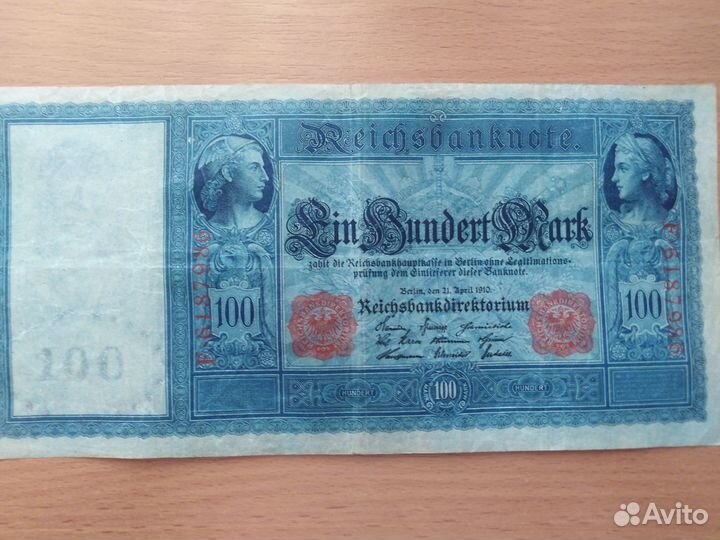 Reichsbanknote.
Ein Hundert Mark
zahlt die Reichsbankhauptkasse in Berlin ohne Legitimations-
prüfung dem Einlieferer dieser Banknote.
Berlin, den 21. April 1910.
Reichsbankdirektorium
100
100
100
100
HUNDERT
HUNDERT
Avito